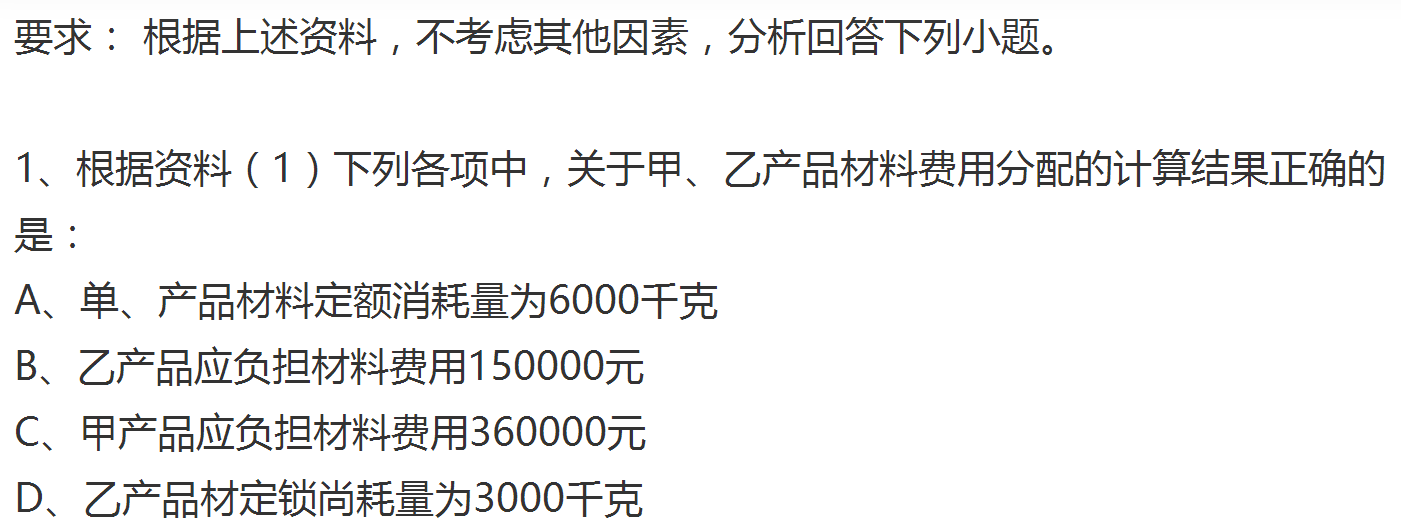 要求： 根据上述资料，不考虑其他因素，分析回答下列小题。
1、根据资料（1）下列各项中，关于甲、乙产品材料费用分配的计算结果正确的
是：
A、单、产品材料定额消耗量为6000千克
B、乙产品应负担材料费用150000元
C、甲产品应负担材料费用360000元
D、乙产品材定锁尚耗量为3000千克